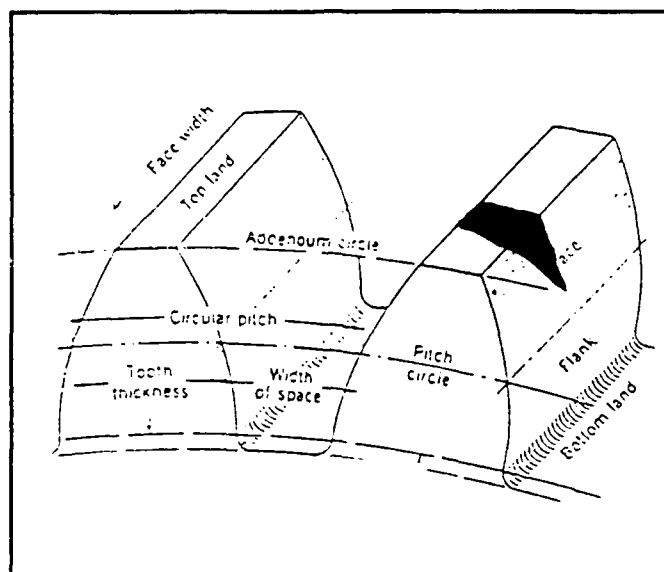 Face width
Top land
Addendum circle
Circular pitch
Tooth
thickness
Width
of space
Pitch
circle
Flank
Bottom land